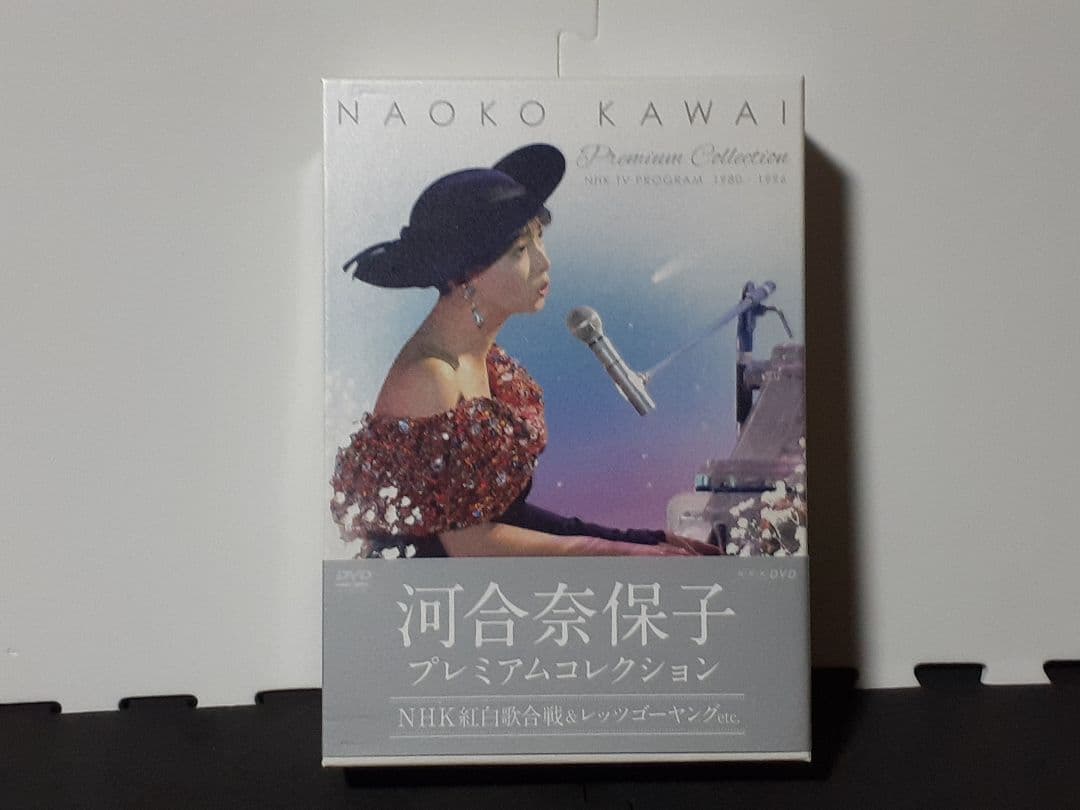 NAOKO KAWAI
Premium Collection
NHK TV PROGRAM 1980 - 1996
DVD
NHK DVD
河合奈保子
プレミアムコレクション
NHK紅白歌合戦&レッツゴーヤングetc.